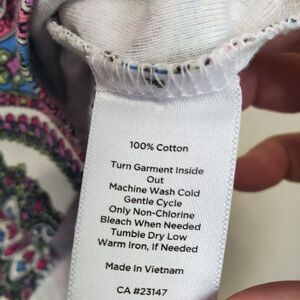 100% Cotton
Turn Garment Inside
Out
Machine Wash Cold
Gentle Cycle
Only Non-Chlorine
Bleach When Needed
Tumble Dry Low
Warm Iron, If Needed
Made In Vietnam
CA #23147